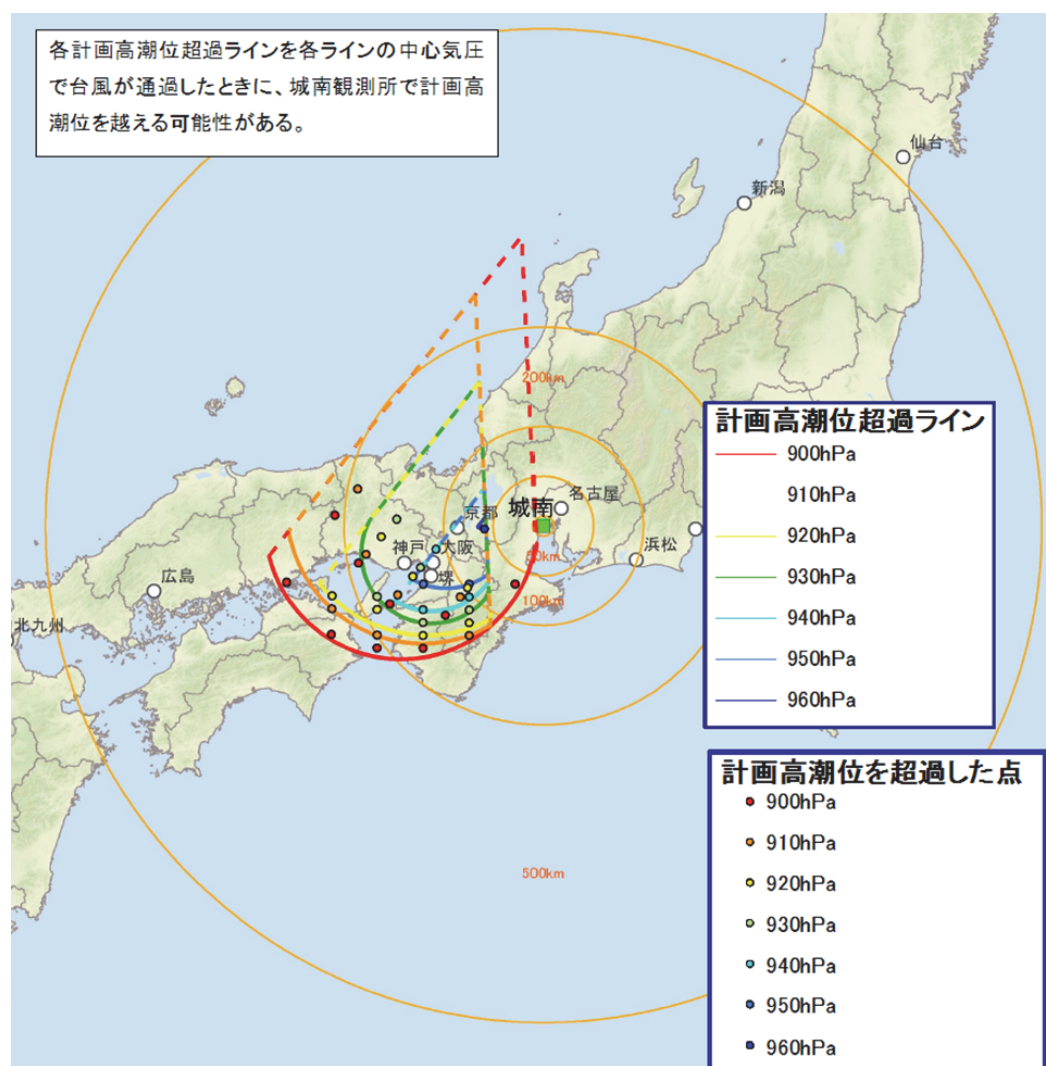 各計画高潮位超過ラインを各ラインの中心気圧
で台風が通過したときに、城南観測所で計画高
潮位を越える可能性がある。
仙台
新潟
200km
計画高潮位超過ライン
900hPa
910hPa
920hPa
930hPa
940hPa
950hPa
960hPa
名古屋
城南
京都
神戸
大阪
堺
50km
浜松
広島
100km
北九州
計画高潮位を超過した点
900hPa
910hPa
920hPa
930hPa
940hPa
950hPa
960hPa
500km